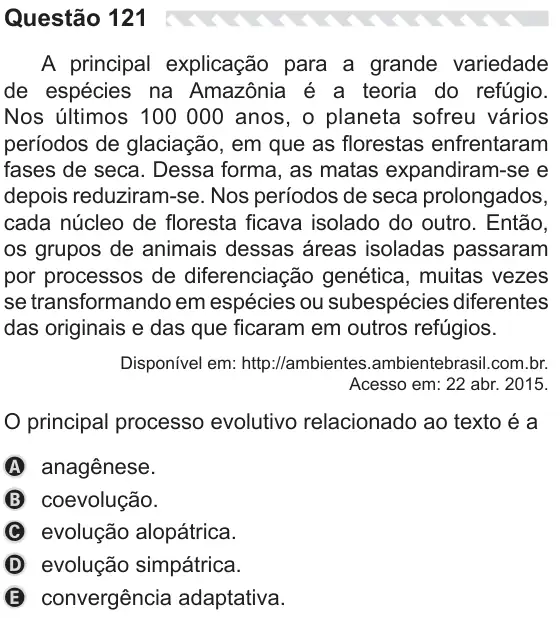 Questão 121
A principal explicação para a grande variedade
de espécies na Amazônia é a teoria do refúgio.
Nos últimos 100 000 anos, o planeta sofreu vários
períodos de glaciação, em que as florestas enfrentaram
fases de seca. Dessa forma, as matas expandiram-se e
depois reduziram-se. Nos períodos de seca prolongados,
cada núcleo de floresta ficava isolado do outro. Então,
os grupos de animais dessas áreas isoladas passaram
por processos de diferenciação genética, muitas vezes
se transformando em espécies ou subespécies diferentes
das originais e das que ficaram em outros refúgios.
Disponível em: http://ambientes.ambientebrasil.com.br.
Acesso em: 22 abr. 2015.
O principal processo evolutivo relacionado ao texto é a
A anagênese.
B coevolução.
C evolução alopátrica.
D evolução simpátrica.
E convergência adaptativa.